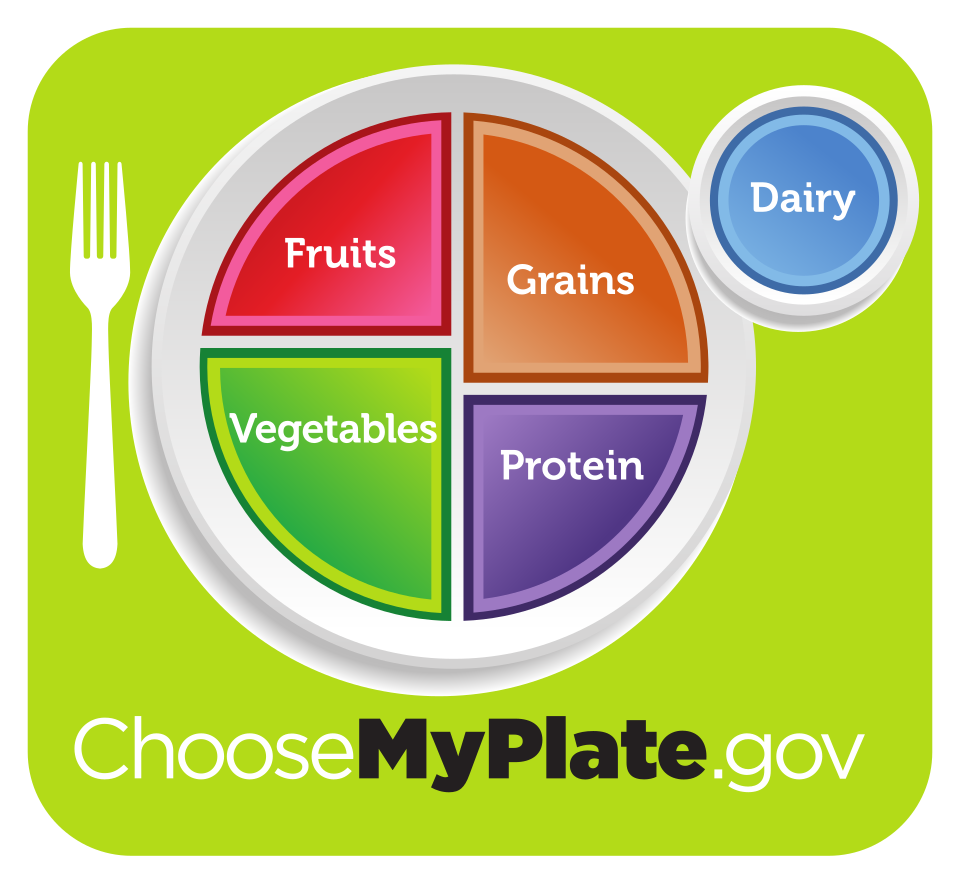 Fruits
Grains
Dairy
Vegetables
Protein
ChooseMyPlate.gov